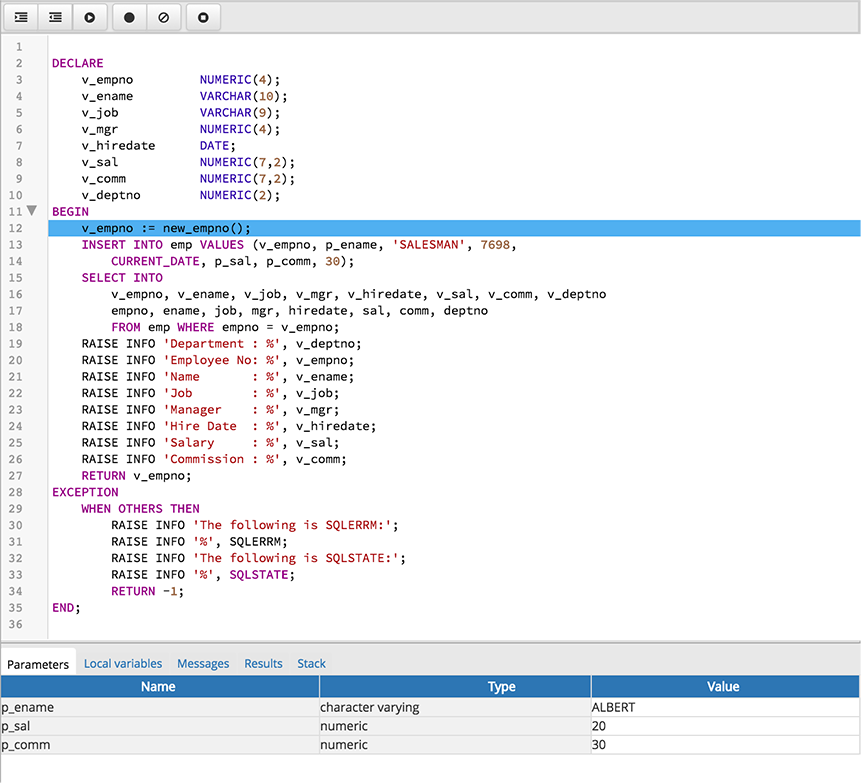 1
2 DECLARE
3     v_empno         NUMERIC(4);
4     v_ename         VARCHAR(10);
5     v_job           VARCHAR(9);
6     v_mgr           NUMERIC(4);
7     v_hiredate      DATE;
8     v_sal           NUMERIC(7,2);
9     v_comm          NUMERIC(7,2);
10     v_deptno        NUMERIC(2);
11 BEGIN
12     v_empno := new_empno();
13     INSERT INTO emp VALUES (v_empno, p_ename, 'SALESMAN', 7698,
14         CURRENT_DATE, p_sal, p_comm, 30);
15     SELECT INTO
16         v_empno, v_ename, v_job, v_mgr, v_hiredate, v_sal, v_comm, v_deptno
17         empno, ename, job, mgr, hiredate, sal, comm, deptno
18         FROM emp WHERE empno = v_empno;
19     RAISE INFO 'Department : %', v_deptno;
20     RAISE INFO 'Employee No: %', v_empno;
21     RAISE INFO 'Name       : %', v_ename;
22     RAISE INFO 'Job        : %', v_job;
23     RAISE INFO 'Manager    : %', v_mgr;
24     RAISE INFO 'Hire Date  : %', v_hiredate;
25     RAISE INFO 'Salary     : %', v_sal;
26     RAISE INFO 'Commission : %', v_comm;
27     RETURN v_empno;
28 EXCEPTION
29     WHEN OTHERS THEN
30         RAISE INFO 'The following is SQLERRM:';
31         RAISE INFO '%', SQLERRM;
32         RAISE INFO 'The following is SQLSTATE:';
33         RAISE INFO '%', SQLSTATE;
34         RETURN -1;
35 END;
36
Parameters Local variables Messages Results Stack
Name Type Value
p_ename character varying ALBERT
p_sal numeric 20
p_comm numeric 30